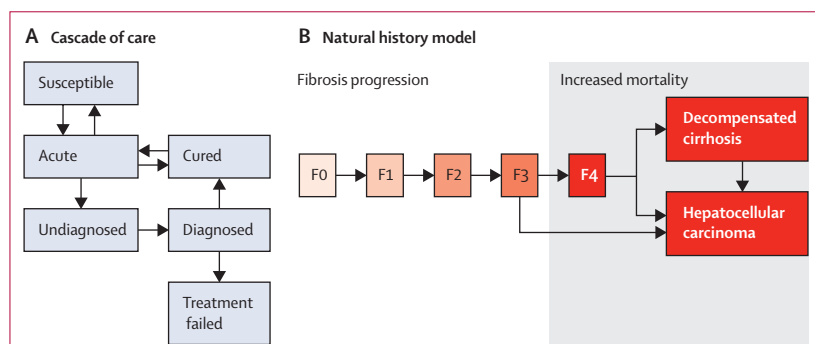 A Cascade of care
Susceptible
Acute
Cured
Undiagnosed
Diagnosed
Treatment
failed
B Natural history model
Fibrosis progression
Increased mortality
F0
F1
F2
F3
F4
Decompensated
cirrhosis
Hepatocellular
carcinoma